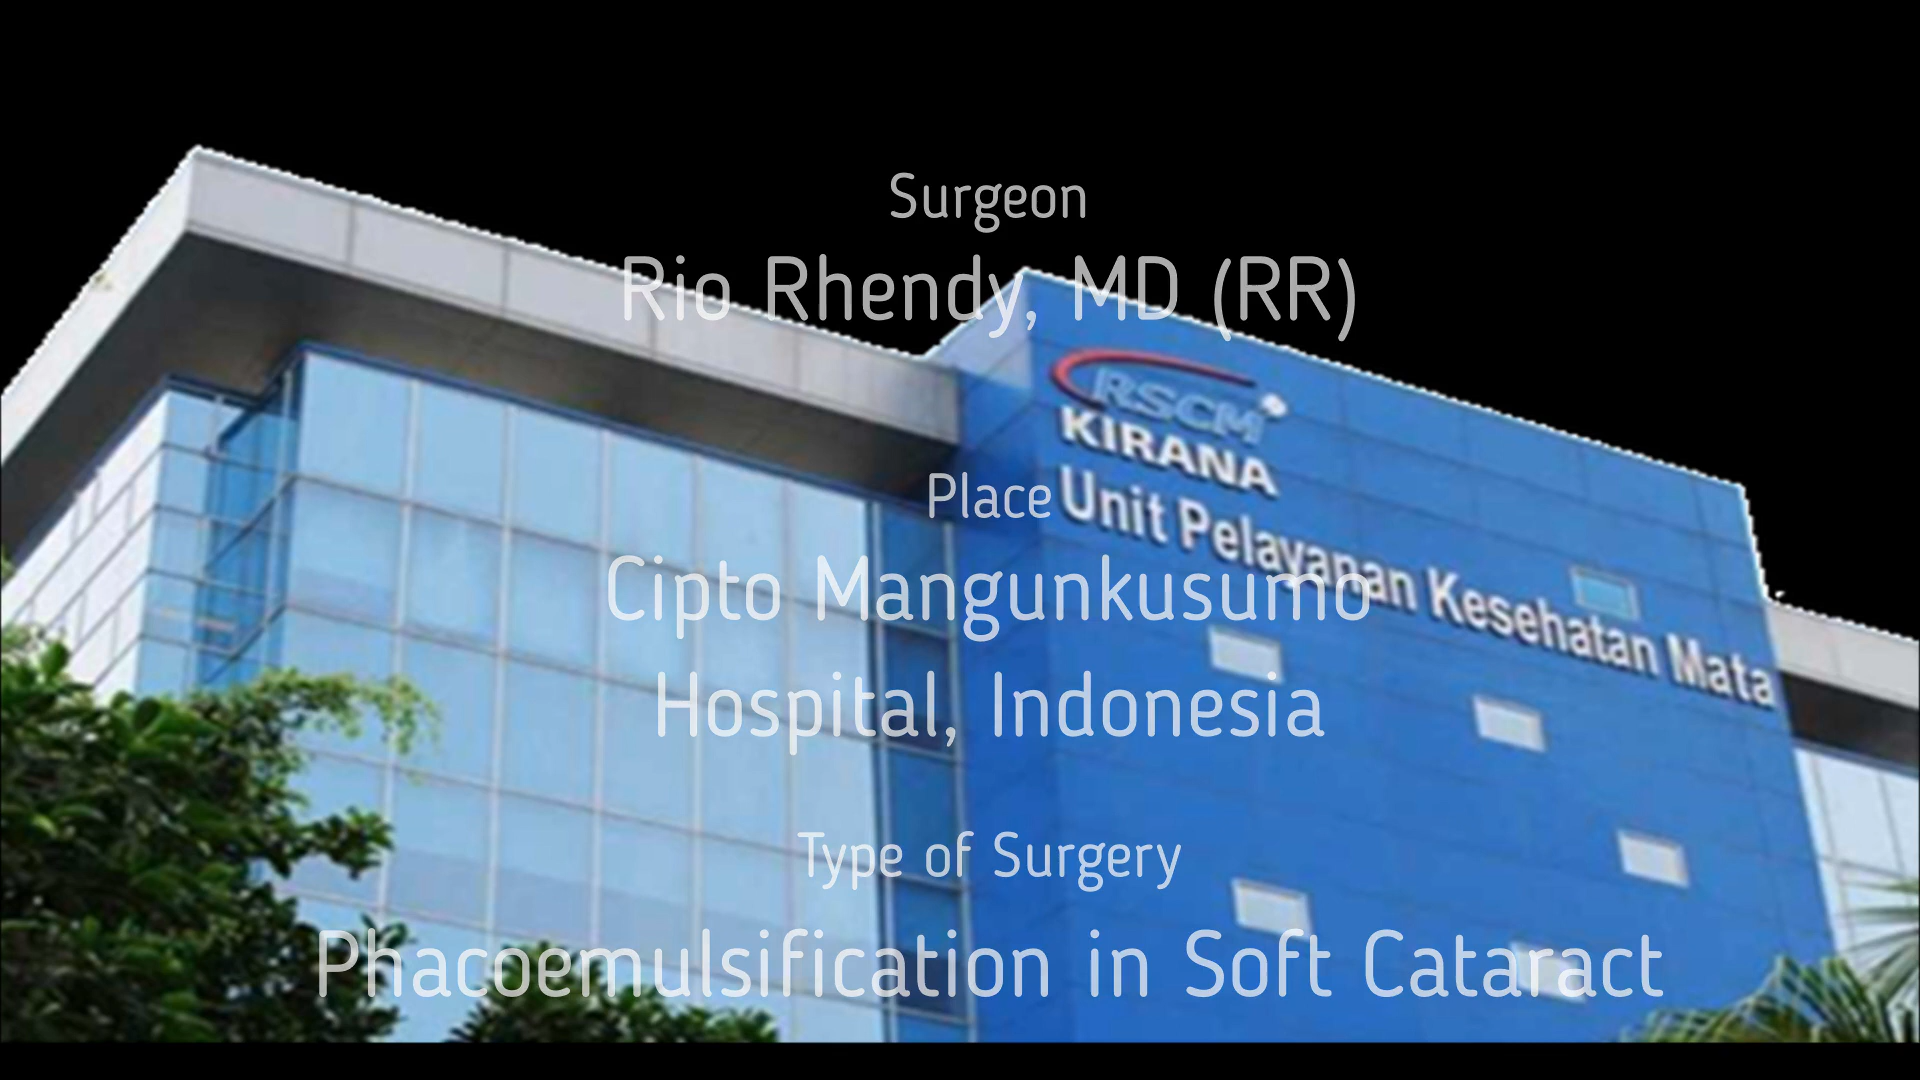 Surgeon
Rio Rhendy, MD (RR)
RSCM
KIRANA
Unit Pelayanan Kesehatan Mata
Place
Cipto Mangunkusumo
Hospital, Indonesia
Type of Surgery
Phacoemulsification in Soft Cataract